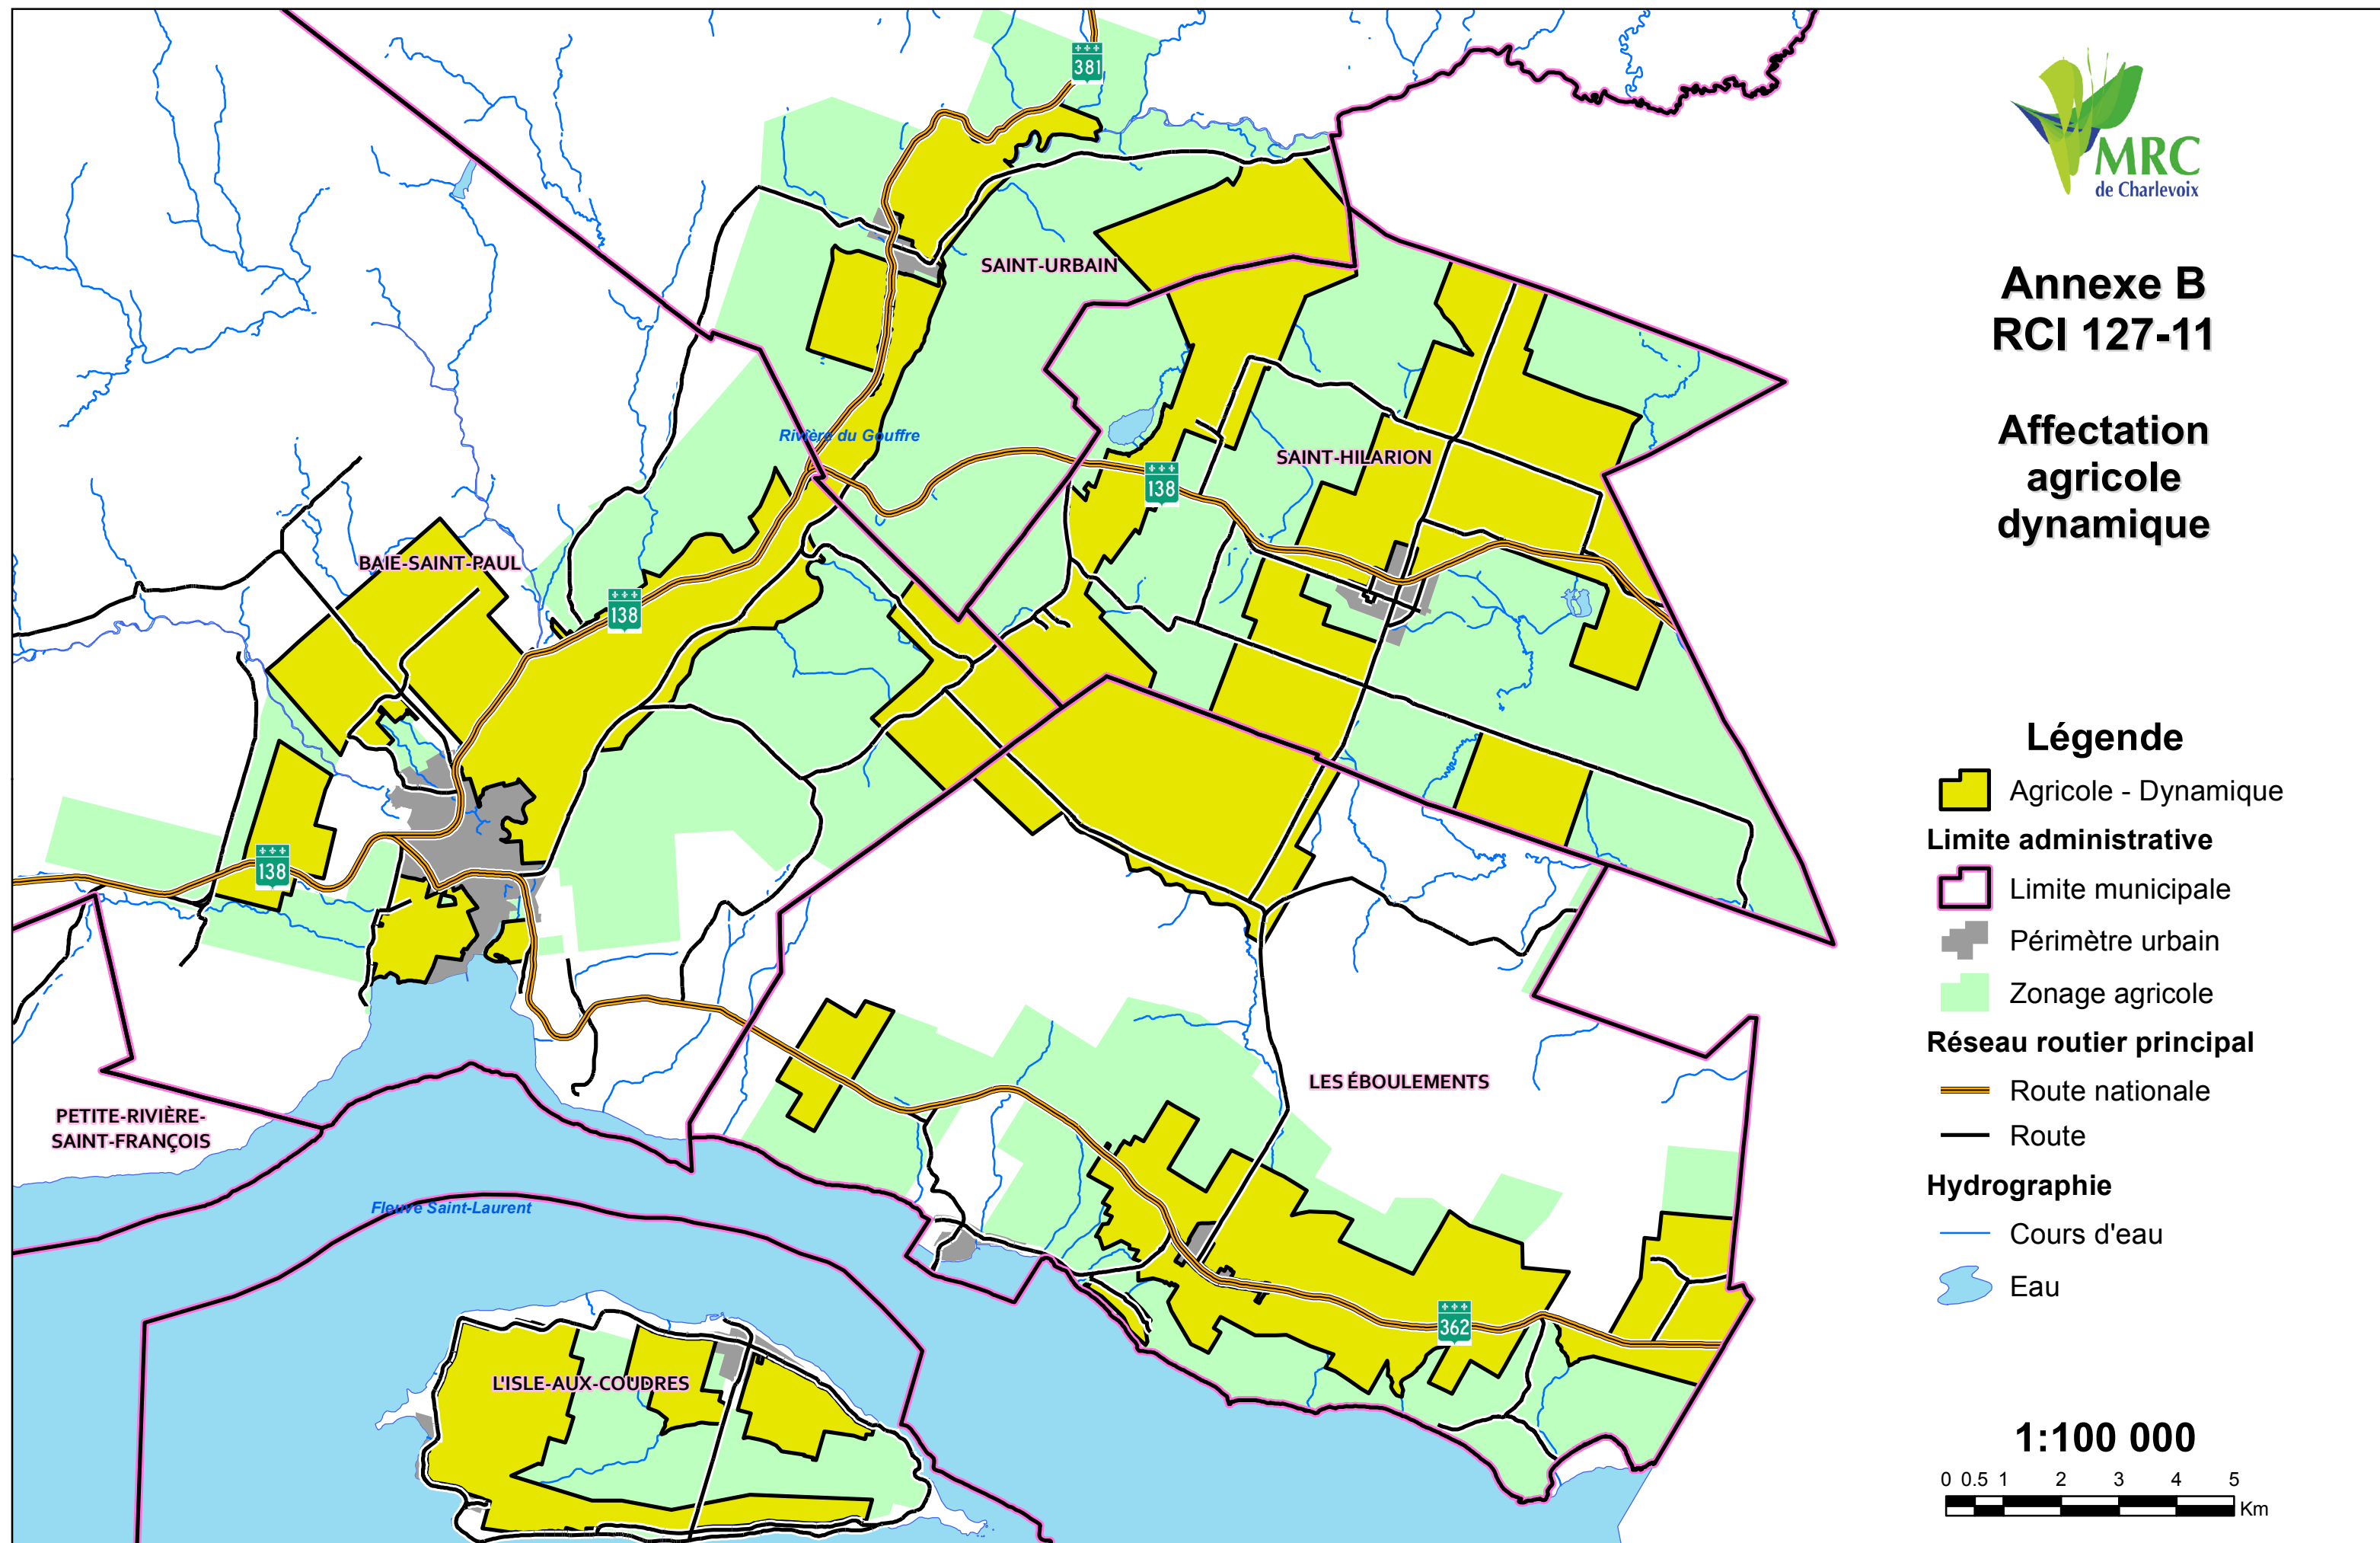 381
SAINT-URBAIN
Rivière du Gouffre
SAINT-HILARION
138
BAIE-SAINT-PAUL
138
138
LES ÉBOULEMENTS
PETITE-RIVIÈRE-
SAINT-FRANÇOIS
Fleuve Saint-Laurent
362
L'ISLE-AUX-COUDRES
MRC
de Charlevoix
Annexe B
RCI 127-11
Affectation
agricole
dynamique
Légende
Agricole - Dynamique
Limite administrative
Limite municipale
Périmètre urbain
Zonage agricole
Réseau routier principal
Route nationale
Route
Hydrographie
Cours d'eau
Eau
1:100 000
0 0.5 1 2 3 4 5
Km